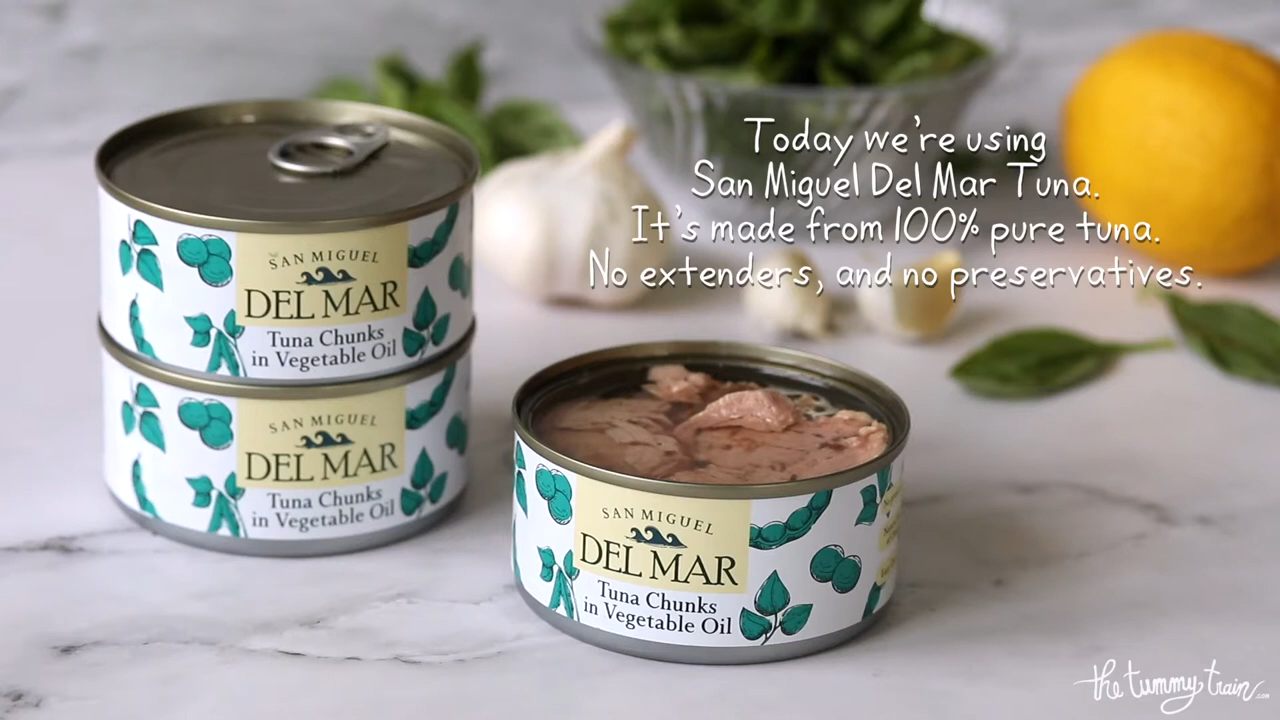 Today we're using
San Miguel Del Mar Tuna.
It's made from 100% pure tuna.
No extenders, and no preservatives.
SAN MIGUEL
DEL MAR
Tuna Chunks
in Vegetable Oil
SAN MIGUEL
DEL MAR
Tuna Chunks
in Vegetable Oil
SAN MIGUEL
DEL MAR
Tuna Chunks
in Vegetable Oil
the tummy train.com